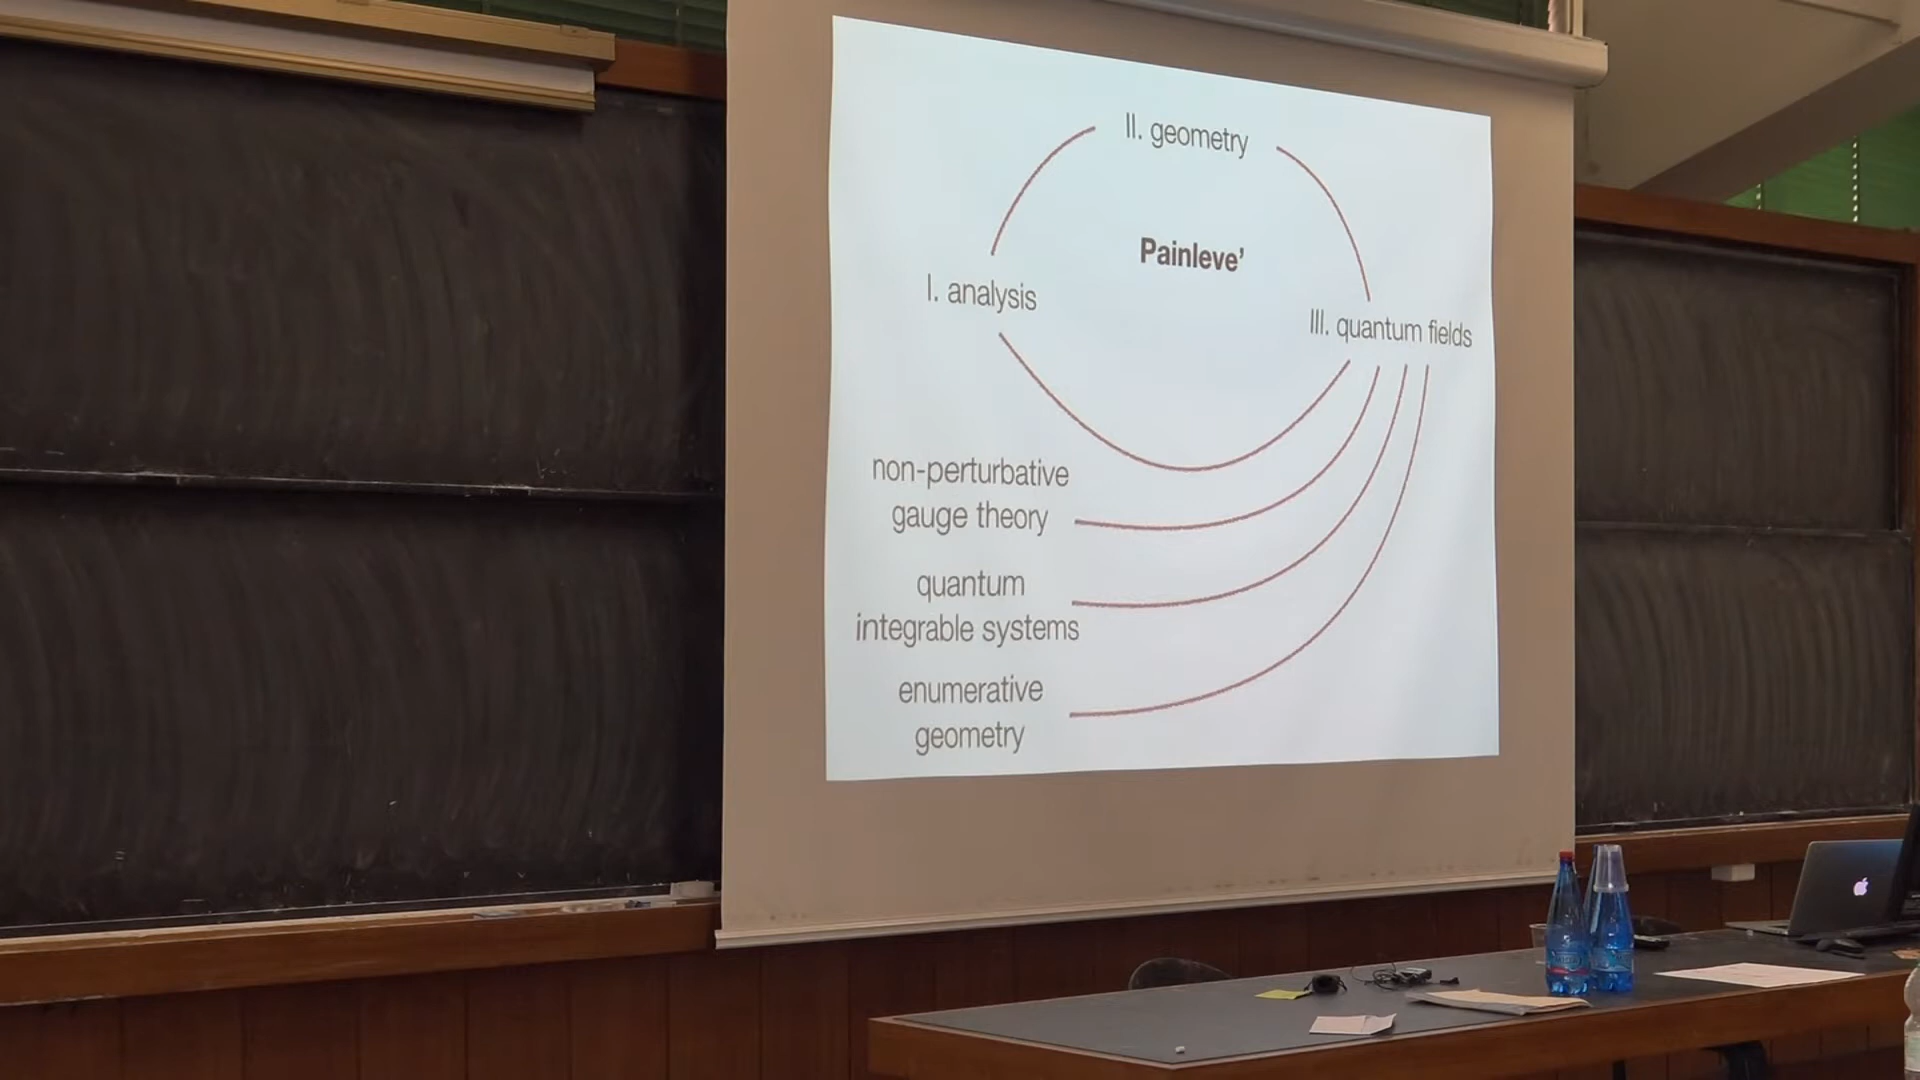 II. geometry
Painleve'
I. analysis
III. quantum fields
non-perturbative
gauge theory
quantum
integrable systems
enumerative
geometry